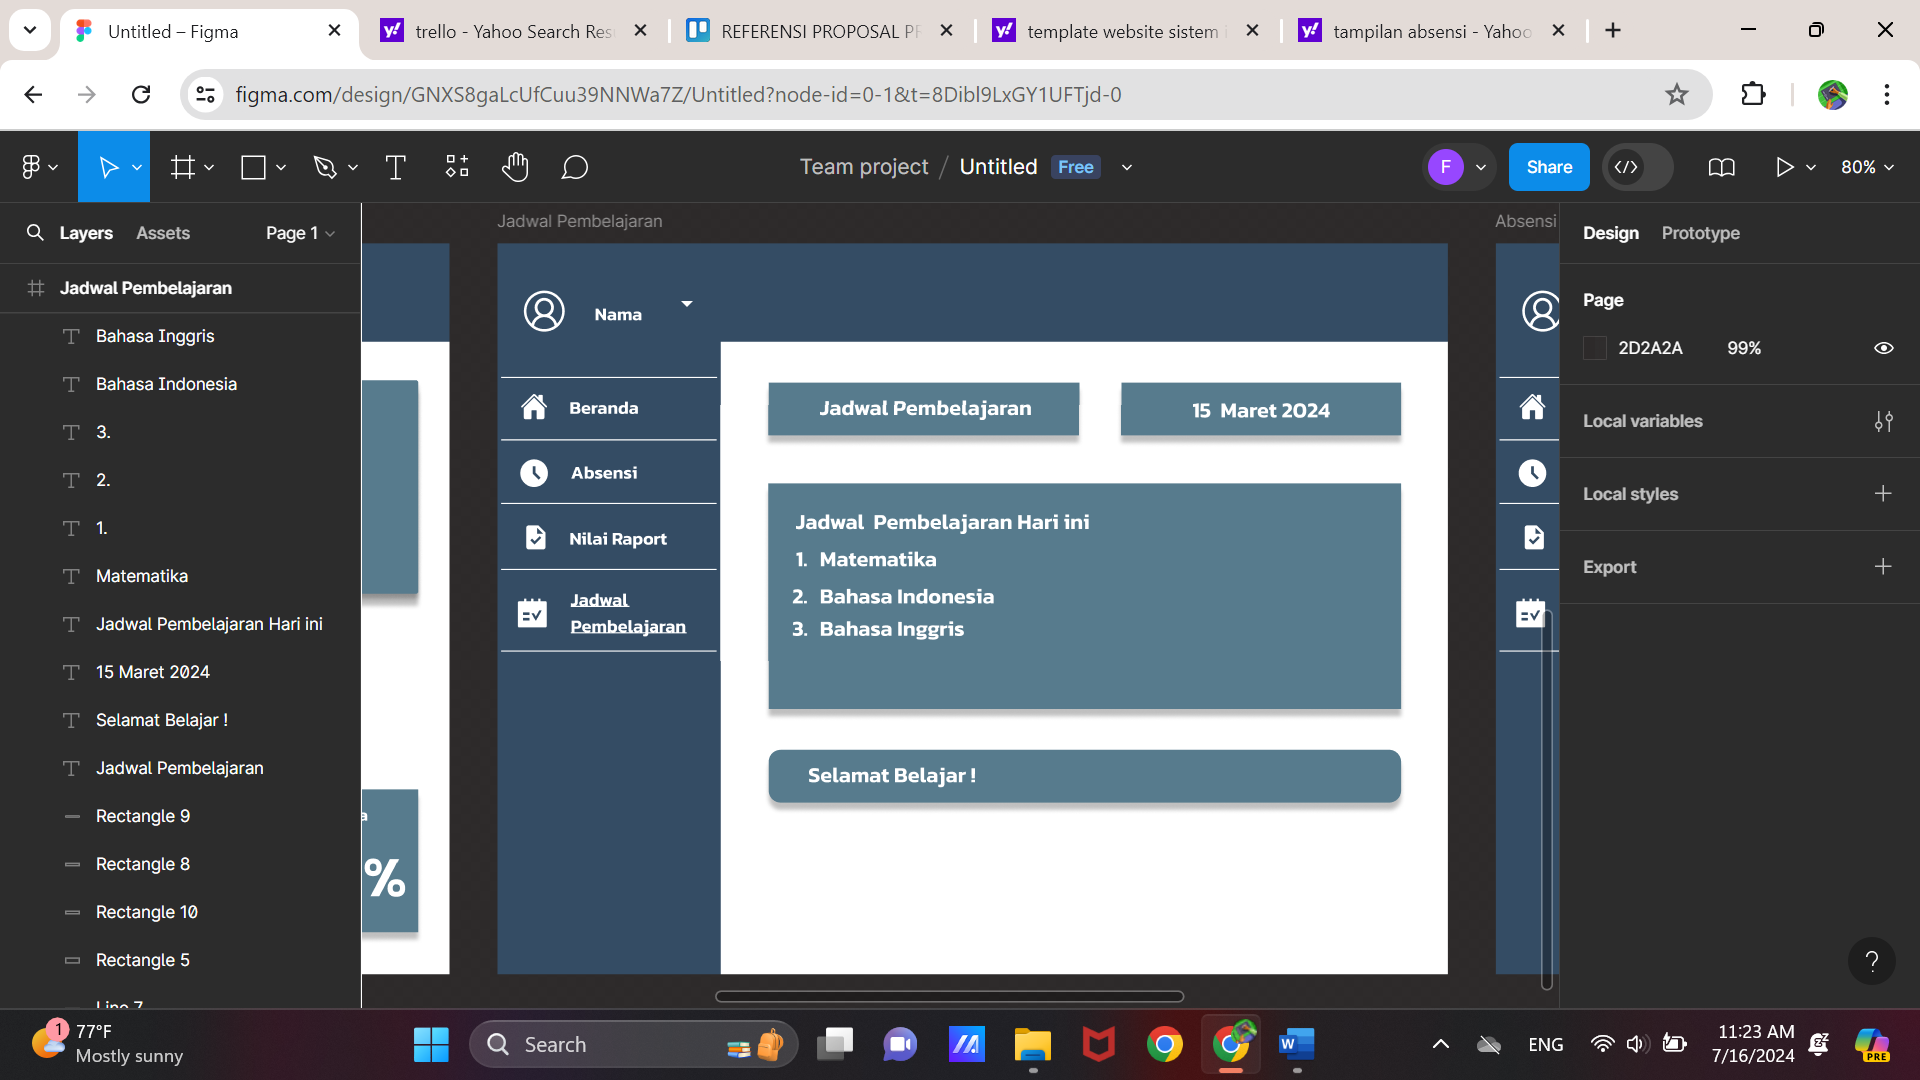 Untitled – Figma
trello - Yahoo Search Res
REFERENSI PROPOSAL PR
template website sistem i
tampilan absensi - Yahoo
figma.com/design/GNXS8gaLcUfCuu39NNWa7Z/Untitled?node-id=0-1&t=8Dibl9LxGY1UFTjd-0
Team project / Untitled Free
F
Share
80%
Layers Assets Page 1
Jadwal Pembelajaran
Bahasa Inggris
Bahasa Indonesia
3.
2.
1.
Matematika
Jadwal Pembelajaran Hari ini
15 Maret 2024
Selamat Belajar !
Jadwal Pembelajaran
Rectangle 9
Rectangle 8
Rectangle 10
Rectangle 5
Line 7
a
%
Jadwal Pembelajaran
Nama
Beranda
Absensi
Nilai Raport
Jadwal
Pembelajaran
Jadwal Pembelajaran
15 Maret 2024
Jadwal Pembelajaran Hari ini
1. Matematika
2. Bahasa Indonesia
3. Bahasa Inggris
Selamat Belajar !
Absensi
Design Prototype
Page
2D2A2A 99%
Local variables
Local styles
Export
?
1
77°F
Mostly sunny
Search
W
ENG
11:23 AM
7/16/2024
PRE